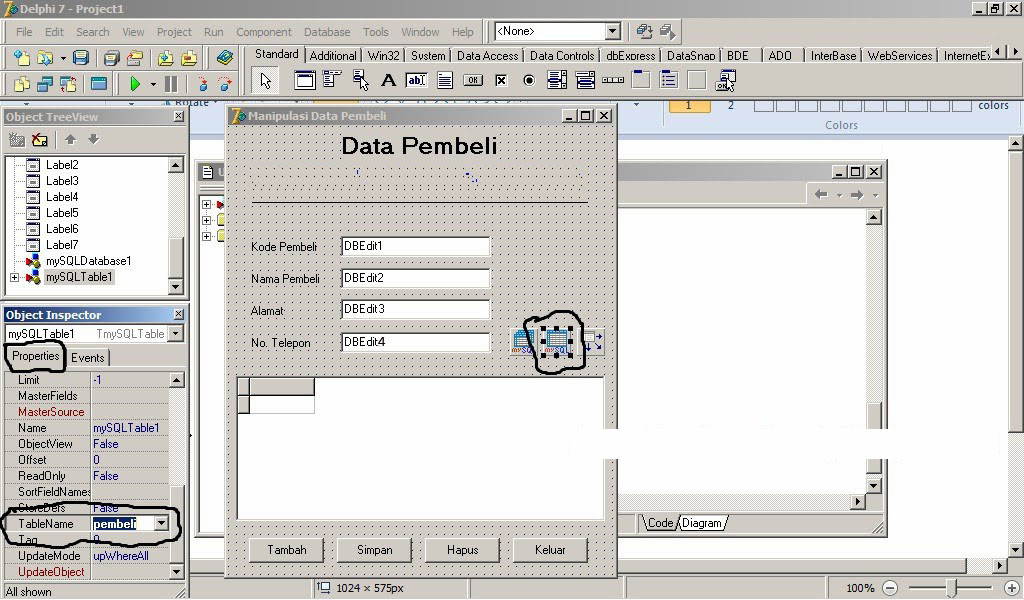 Delphi 7 - Project1
File Edit Search View Project Run Component Database Tools Window Help <None>
Standard Additional Win32 System Data Access Data Controls dbExpress DataSnap BDE ADO InterBase WebServices InternetEx
Rotate
1 2 colors
Colors
Object TreeView
Label2
Label3
Label4
Label5
Label6
Label7
mySQLDatabase1
mySQLTable1
Object Inspector
mySQLTable1 TmySQLTable
Properties Events
Limit -1
MasterFields
MasterSource
Name mySQLTable1
ObjectView False
Offset 0
ReadOnly False
SortFieldNames
StoreDefs False
TableName pembeli
Tag 0
UpdateMode upWhereAll
UpdateObject
All shown
Manipulasi Data Pembeli
Data Pembeli
Kode Pembeli DBEdit1
Nama Pembeli DBEdit2
Alamat DBEdit3
No. Telepon DBEdit4
Tambah Simpan Hapus Keluar
Code Diagram
1024 × 575px
100%